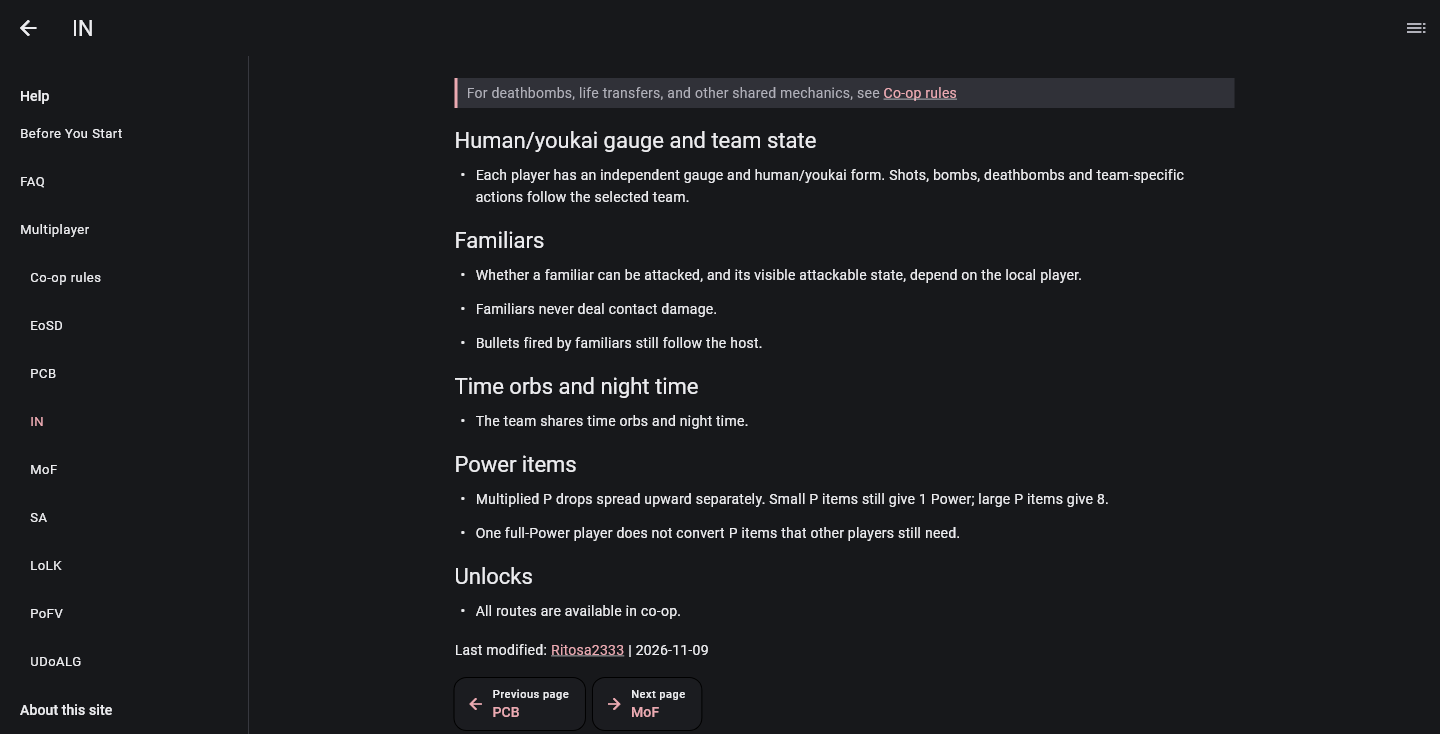 IN
Help
Before You Start
FAQ
Multiplayer
Co-op rules
EoSD
PCB
IN
MoF
SA
LoLK
PoFV
UDoALG
About this site
For deathbombs, life transfers, and other shared mechanics, see Co-op rules
Human/youkai gauge and team state
• Each player has an independent gauge and human/youkai form. Shots, bombs, deathbombs and team-specific
actions follow the selected team.
Familiars
• Whether a familiar can be attacked, and its visible attackable state, depend on the local player.
• Familiars never deal contact damage.
• Bullets fired by familiars still follow the host.
Time orbs and night time
• The team shares time orbs and night time.
Power items
• Multiplied P drops spread upward separately. Small P items still give 1 Power; large P items give 8.
• One full-Power player does not convert P items that other players still need.
Unlocks
• All routes are available in co-op.
Last modified: Ritosa2333 | 2026-11-09
Previous page
PCB
Next page
MoF